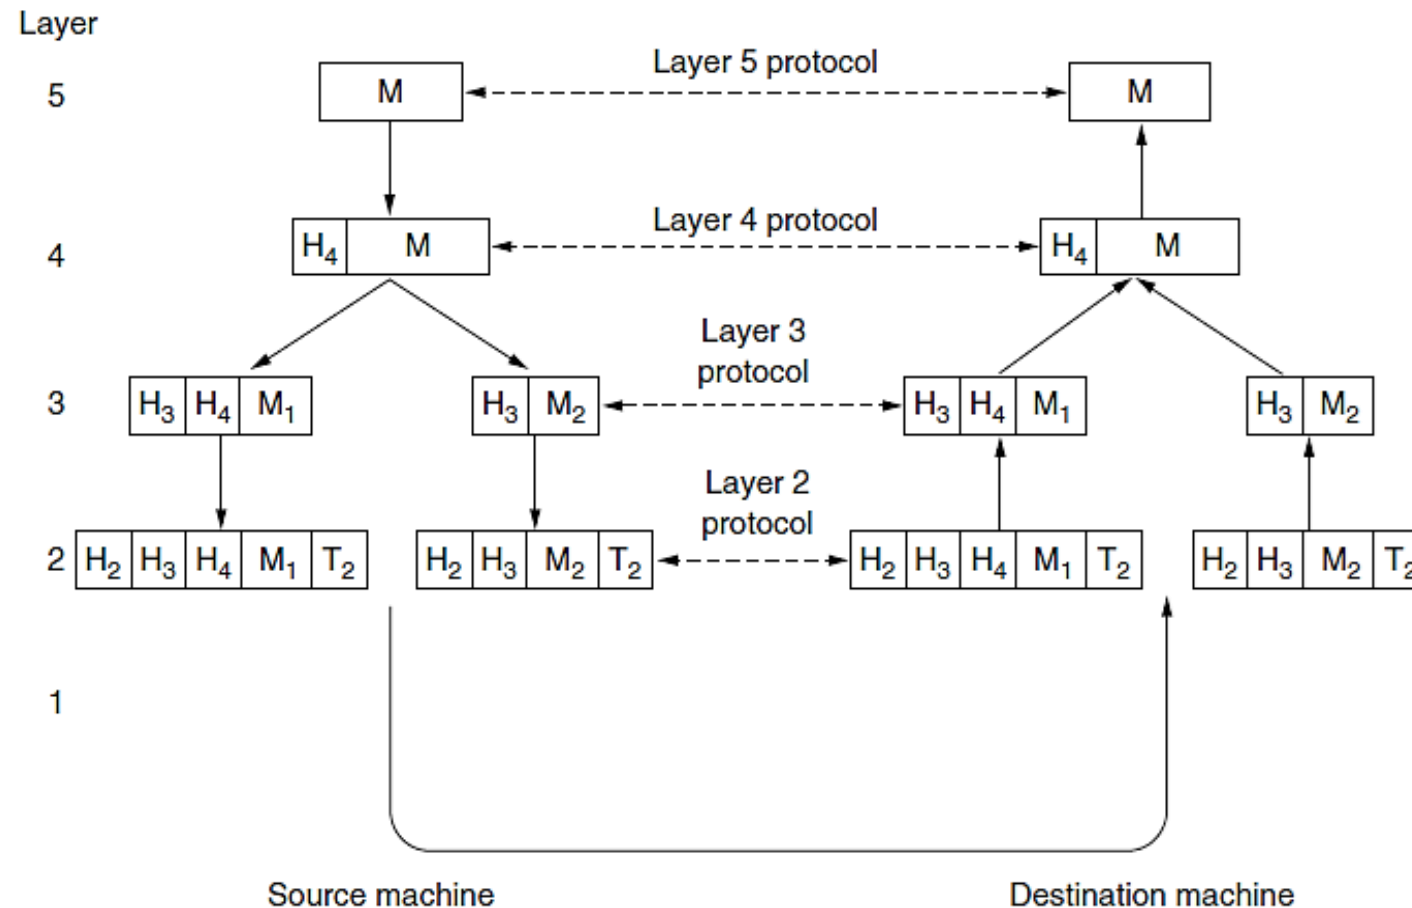 Layer
5 M Layer 5 protocol M
4 H₄ M Layer 4 protocol H₄ M
Layer 3
protocol
3 H₃ H₄ M₁ H₃ M₂ H₃ H₄ M₁ H₃ M₂
Layer 2
protocol
2 H₂ H₃ H₄ M₁ T₂ H₂ H₃ M₂ T₂ H₂ H₃ H₄ M₁ T₂ H₂ H₃ M₂ T₂
1
Source machine Destination machine